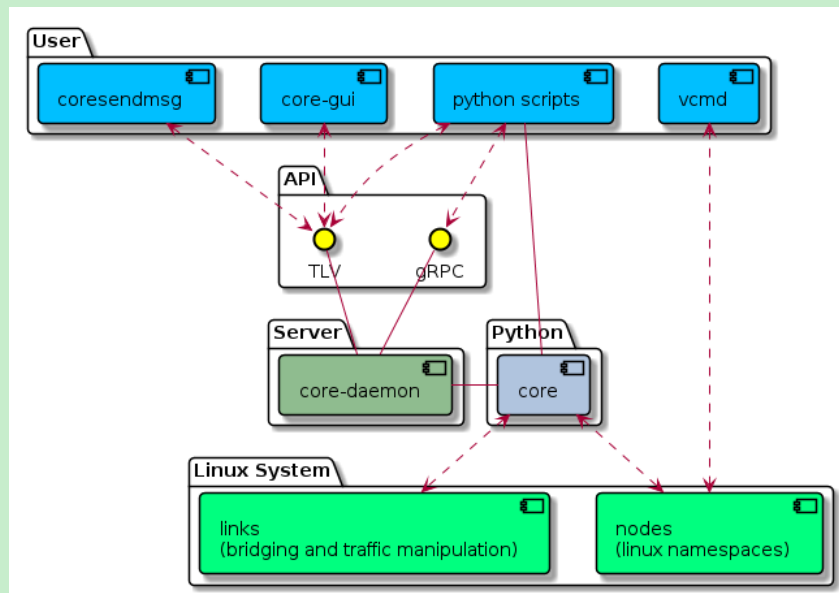 User
coresendmsg
core-gui
python scripts
vcmd
API
TLV
gRPC
Server
Python
core-daemon
core
Linux System
links
(bridging and traffic manipulation)
nodes
(linux namespaces)